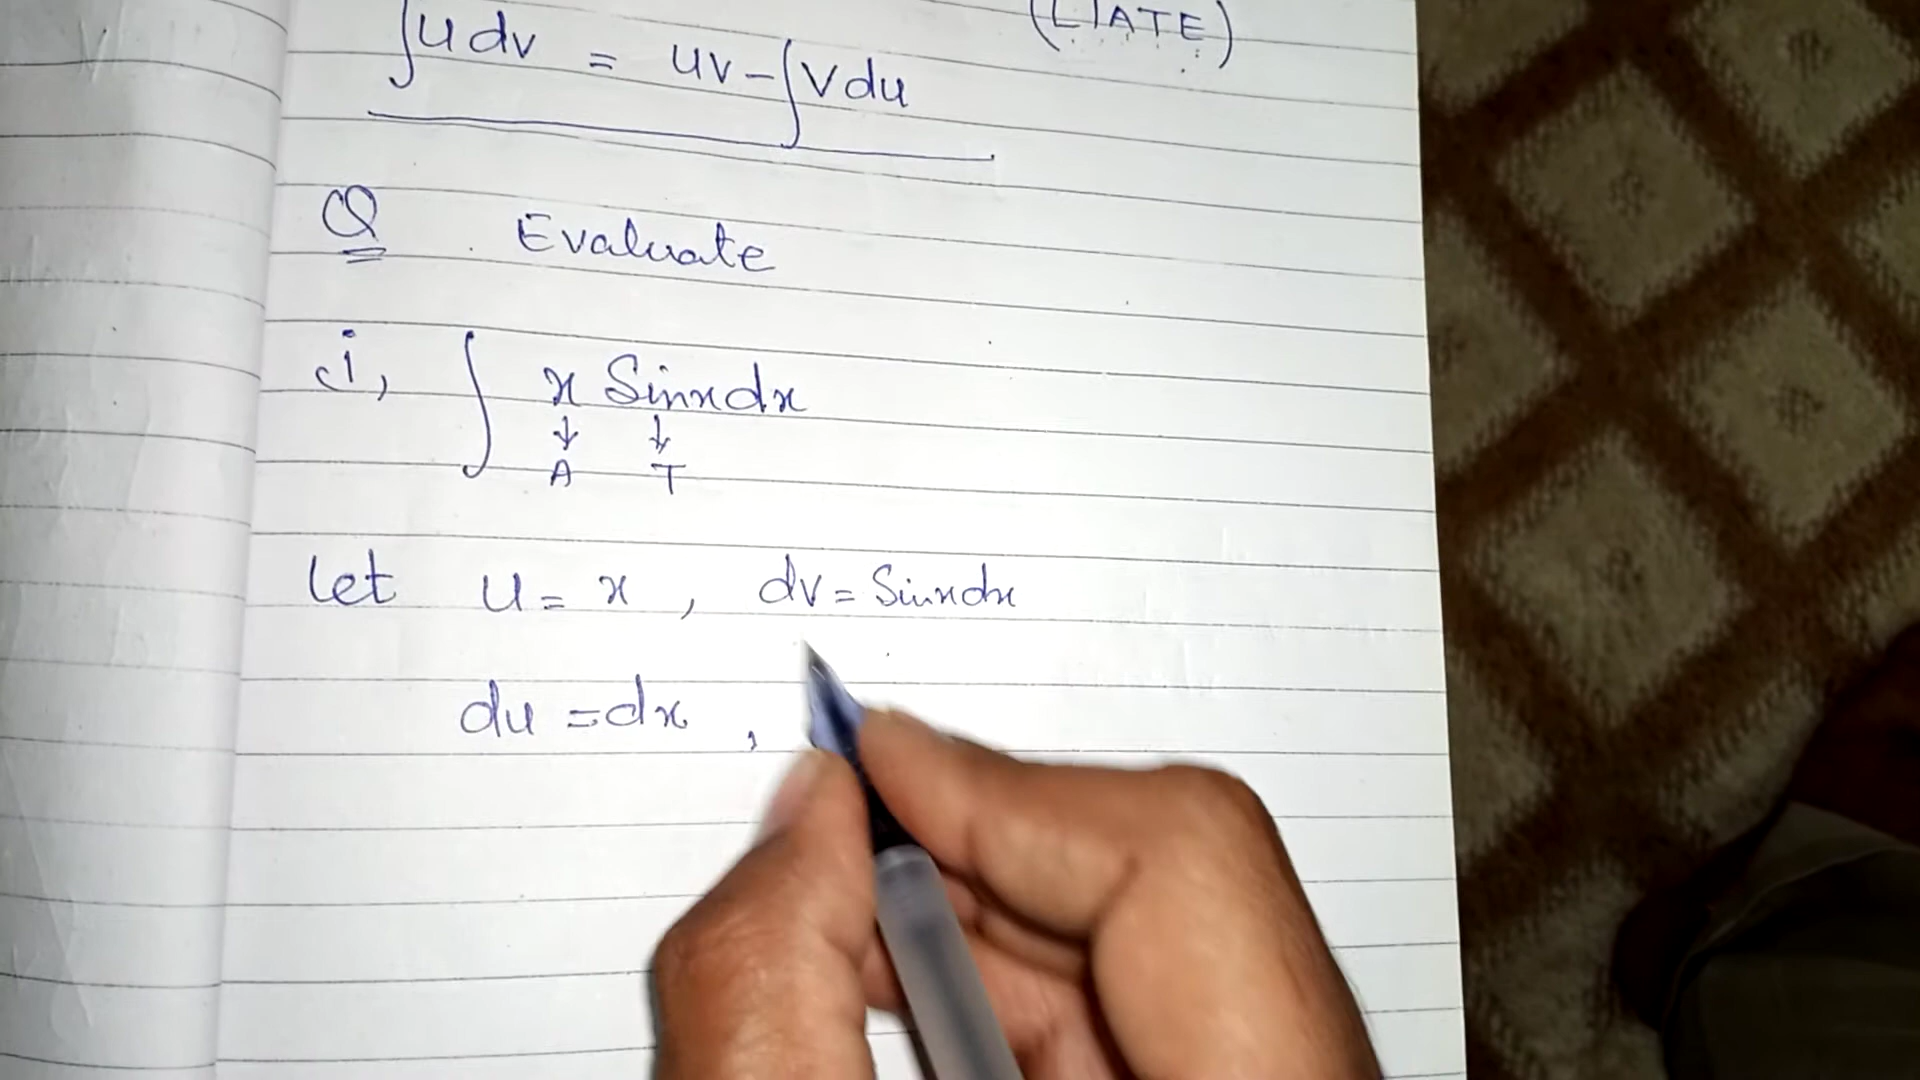 (LIATE)
∫u dv = uv - ∫v du
Q Evaluate
i, ∫ x Sinx dx
↓ ↓
A T
let u = x , dv = Sinx dx
du = dx ,